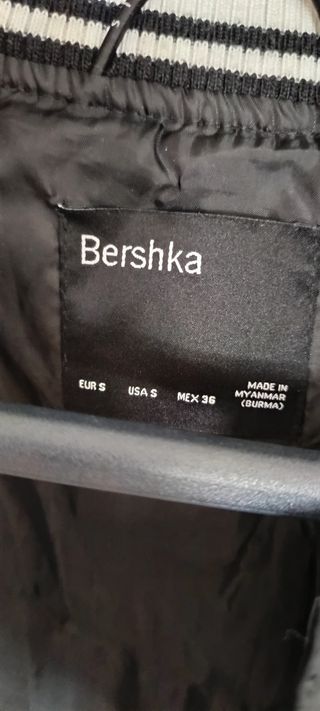 Bershka
EUR S USA S MEX 36 MADE IN
MYANMAR
(BURMA)